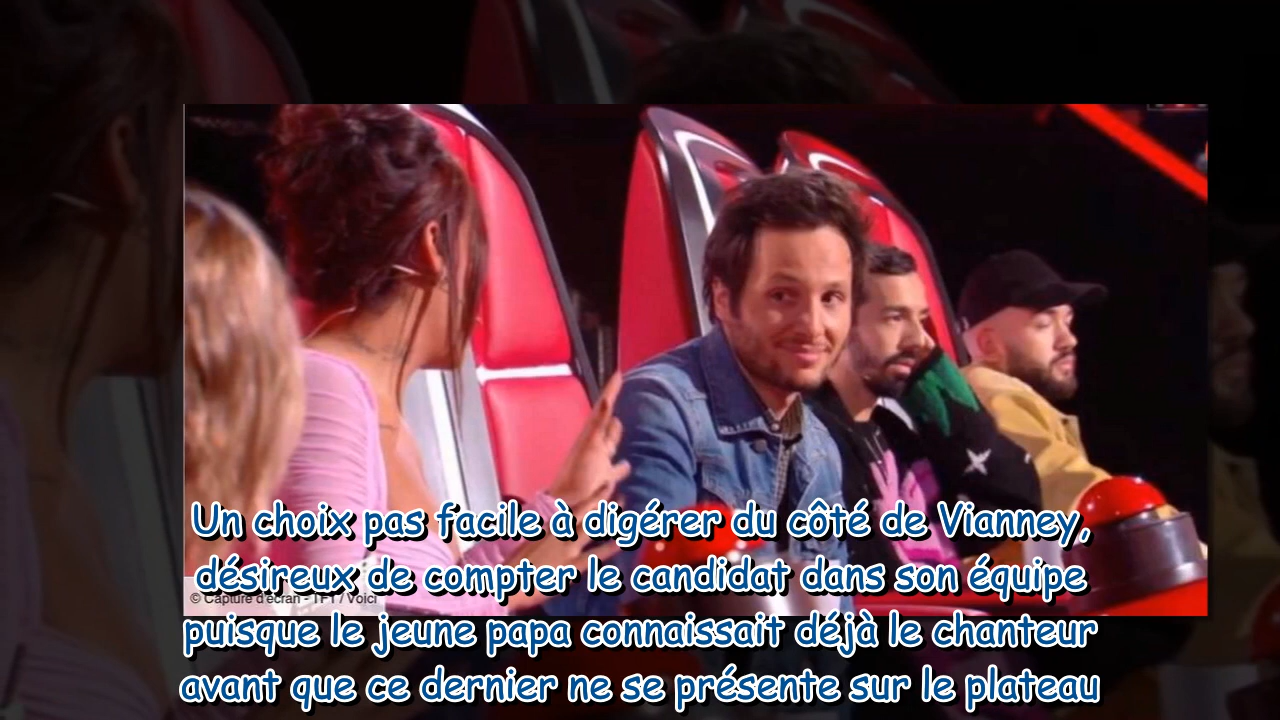 Un choix pas facile à digérer du côté de Vianney,
désireux de compter le candidat dans son équipe
© Capture d'écran - TF1 / Voici
puisque le jeune papa connaissait déjà le chanteur
avant que ce dernier ne se présente sur le plateau